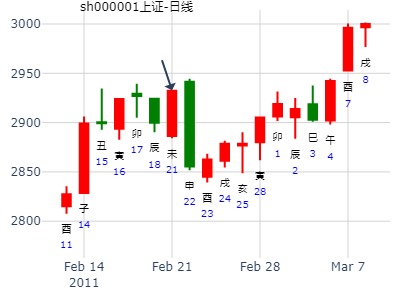 sh000001上证-日线
3000
2950
2900
2850
2800
酉
11
子
14
丑
15
寅
16
卯
17
辰
18
未
21
申
22
酉
23
戌
24
亥
25
寅
28
卯
1
辰
2
巳
3
午
4
酉
7
戌
8
Feb 14
2011
Feb 21
Feb 28
Mar 7